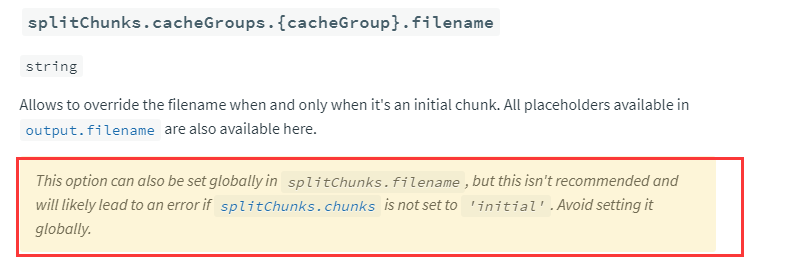 splitChunks.cacheGroups.{cacheGroup}.filename
string
Allows to override the filename when and only when it's an initial chunk. All placeholders available in
output.filename are also available here.
This option can also be set globally in splitChunks.filename, but this isn't recommended and
will likely lead to an error if splitChunks.chunks is not set to 'initial'. Avoid setting it
globally.